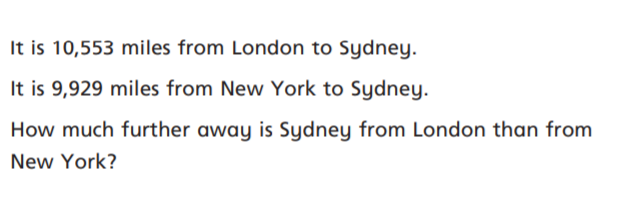 It is 10,553 miles from London to Sydney.
It is 9,929 miles from New York to Sydney.
How much further away is Sydney from London than from
New York?